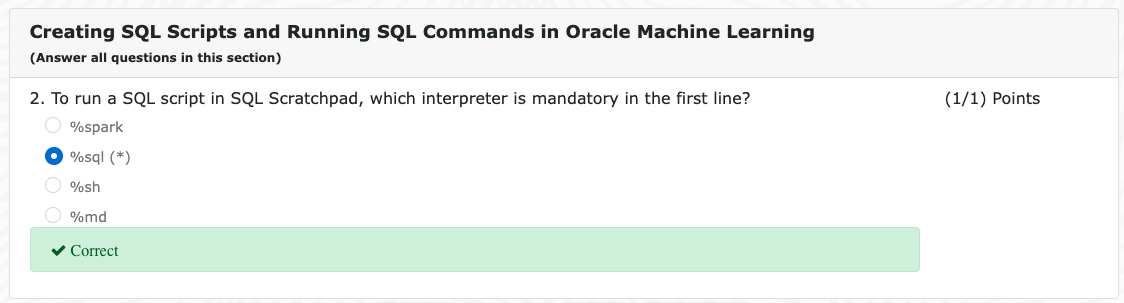 Creating SQL Scripts and Running SQL Commands in Oracle Machine Learning
(Answer all questions in this section)
2. To run a SQL script in SQL Scratchpad, which interpreter is mandatory in the first line? (1/1) Points
%spark
%sql (*)
%sh
%md
Correct